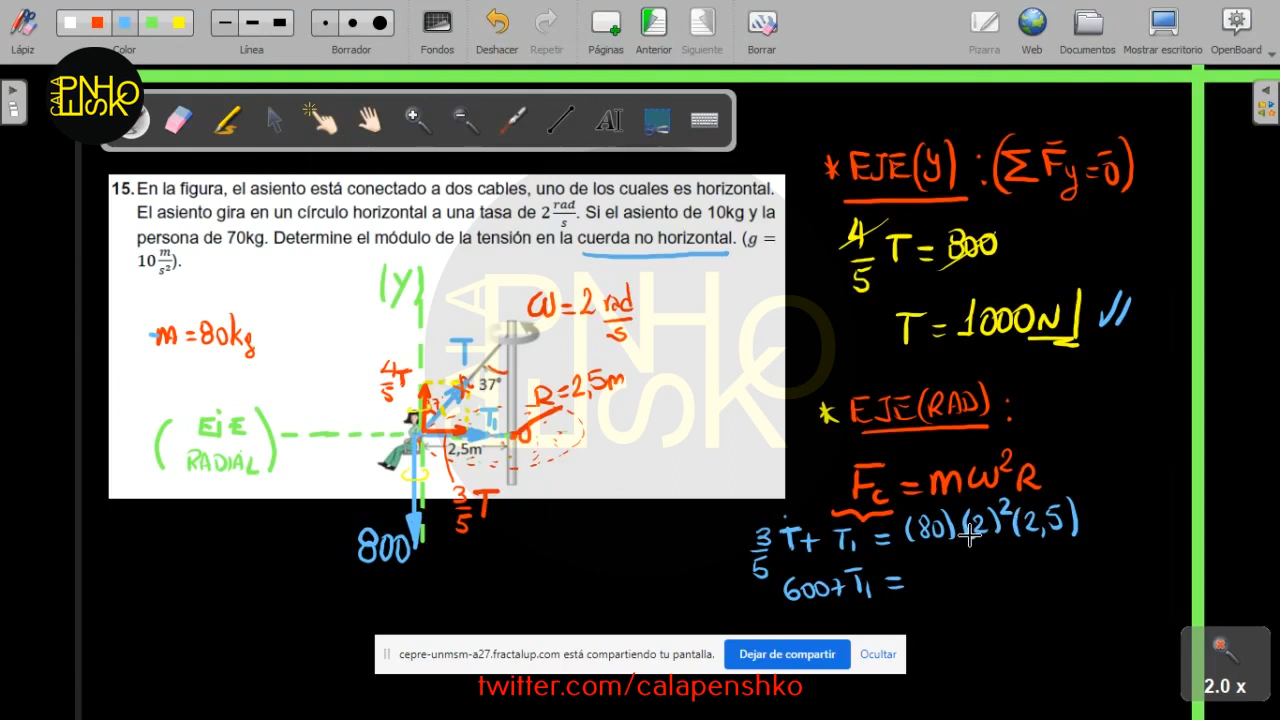 Lápiz Color Línea Borrador Fondos Deshacer Repetir Páginas Anterior Siguiente Borrar Pizarra Web Documentos Mostrar escritorio OpenBoard
CALA
PENHO
ESK
AI
15. En la figura, el asiento está conectado a dos cables, uno de los cuales es horizontal.
El asiento gira en un círculo horizontal a una tasa de 2 rad/s. Si el asiento de 10kg y la
persona de 70kg. Determine el módulo de la tensión en la cuerda no horizontal. (g =
10 m/s²).
(Y)
ω = 2 rad/s
m = 80kg
T
4/5 T
37°
R = 2,5m
T₁
(EJE
RADIAL)
2,5m
3/5 T
800
* EJE(Y) : (∑F̄y = 0̄)
4/5 T = 800
T = 1000N
* EJE(RAD) :
Fc = mω²R
3/5 T + T₁ = (80)(2)²(2,5)
600 + T₁ =
cepre-unmsm-a27.fractalup.com está compartiendo tu pantalla. Dejar de compartir Ocultar
twitter.com/calapenshko
2.0 x